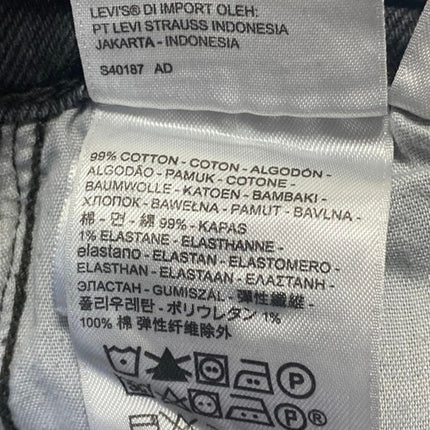 LEVI'S® DI IMPORT OLEH:
PT LEVI STRAUSS INDONESIA
JAKARTA - INDONESIA
S40187 AD
99% COTTON - COTON - ALGODÓN -
ALGODÃO - PAMUK - COTONE -
BAUMWOLLE - KATOEN - BAMBAKI -
ХЛОПОК - BAWEŁNA - PAMUT - BAVLNA -
棉 - 면 - 綿 99% - KAPAS
1% ELASTANE - ELASTHANNE -
elastano - ELASTAN - ELASTOMERO -
ELASTHAN - ELASTAAN - ΕΛΑΣΤΑΝΗ -
ЭЛАСТАН - GUMISZÁL - 弹性纖維 -
폴리우레탄 - ポリウレタン 1%
100% 棉 弹性纤维除外
P
P®